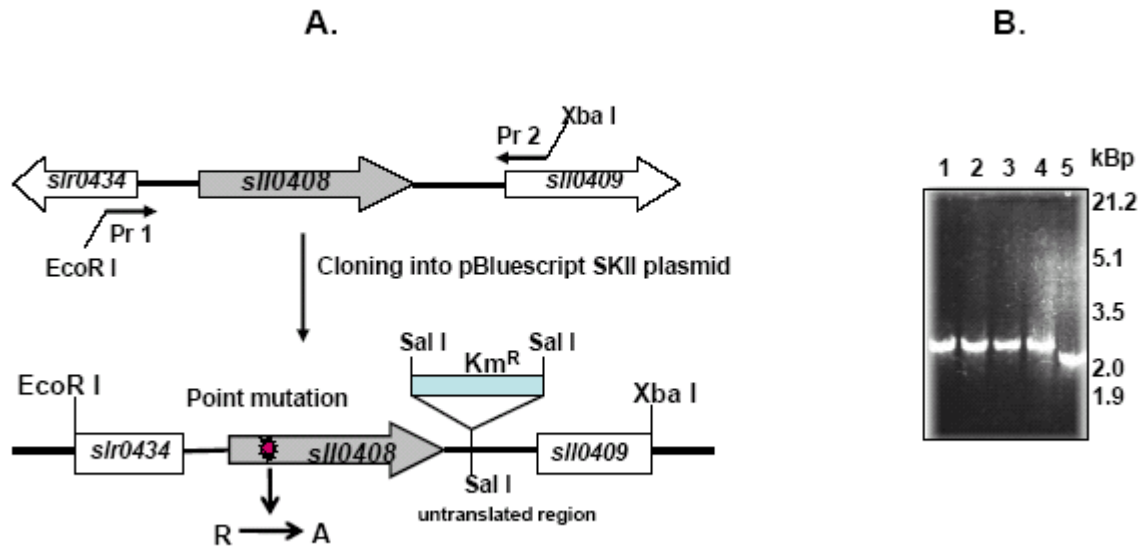 A.
B.
Xba I
Pr 2
slr0434
sll0408
sll0409
Pr 1
EcoR I
Cloning into pBluescript SKII plasmid
Sal I
Sal I
Km^R
EcoR I
Xba I
Point mutation
slr0434
sll0408
sll0409
Sal I
untranslated region
R
A
1 2 3 4 5 kBp
21.2
5.1
3.5
2.0
1.9